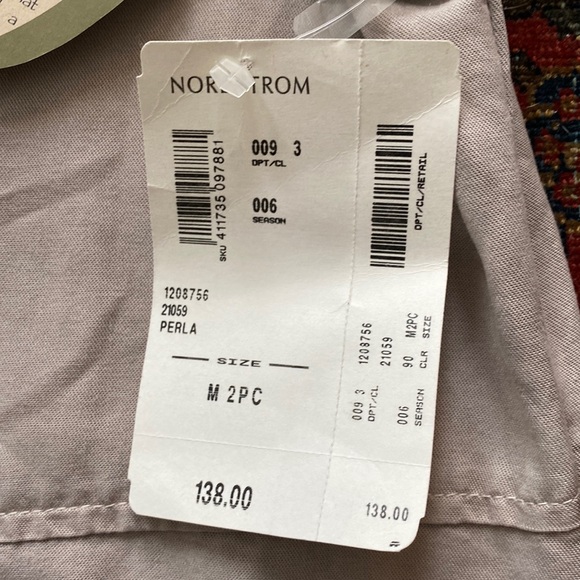 at
a
NORDSTROM
009 3
DPT/CL
006
SEASON
SKU 411735 097881
1208756
21059
PERLA
SIZE
M 2PC
138.00
DPT/CL/RETAIL
009 3 1208756
DPT/CL 21059
006 90 M2PC
SEASON CLR SIZE
138.00